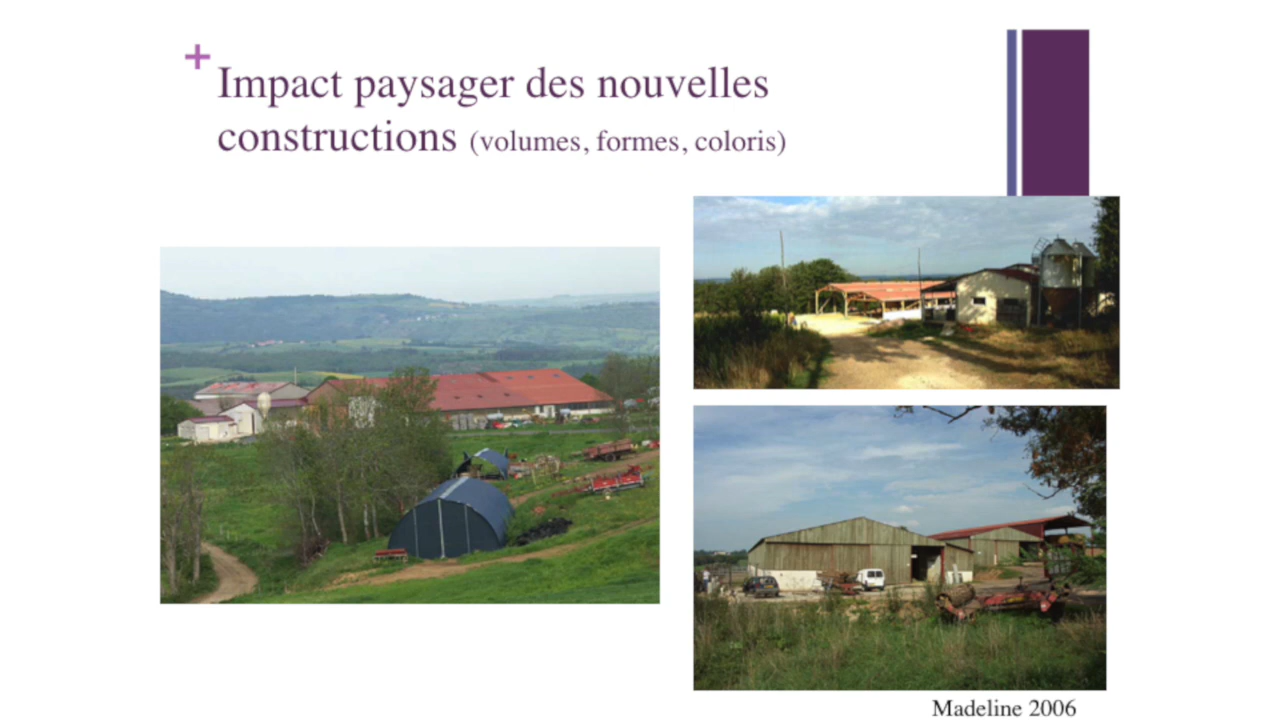 Impact paysager des nouvelles
constructions (volumes, formes, coloris)
Madeline 2006